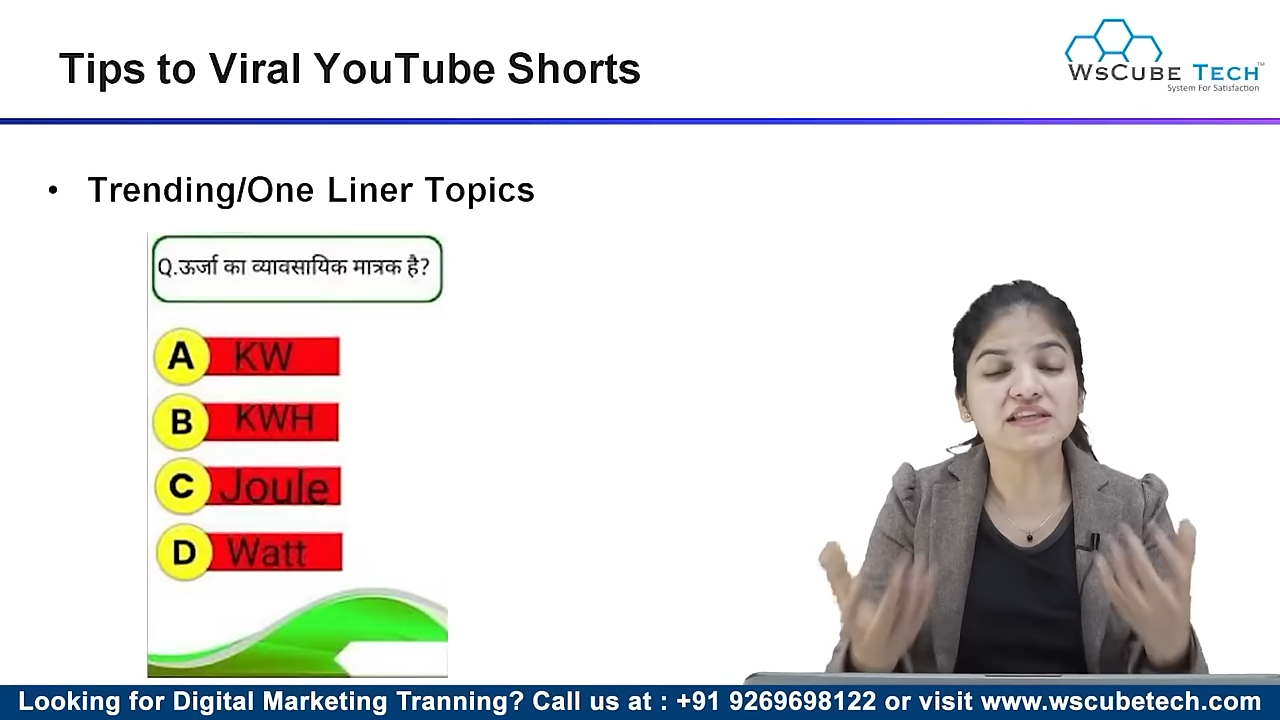 Tips to Viral YouTube Shorts
WSCUBE TECH™
System For Satisfaction
• Trending/One Liner Topics
Q.ऊर्जा का व्यावसायिक मात्रक है?
A KW
B KWH
C Joule
D Watt
Looking for Digital Marketing Tranning? Call us at : +91 9269698122 or visit www.wscubetech.com